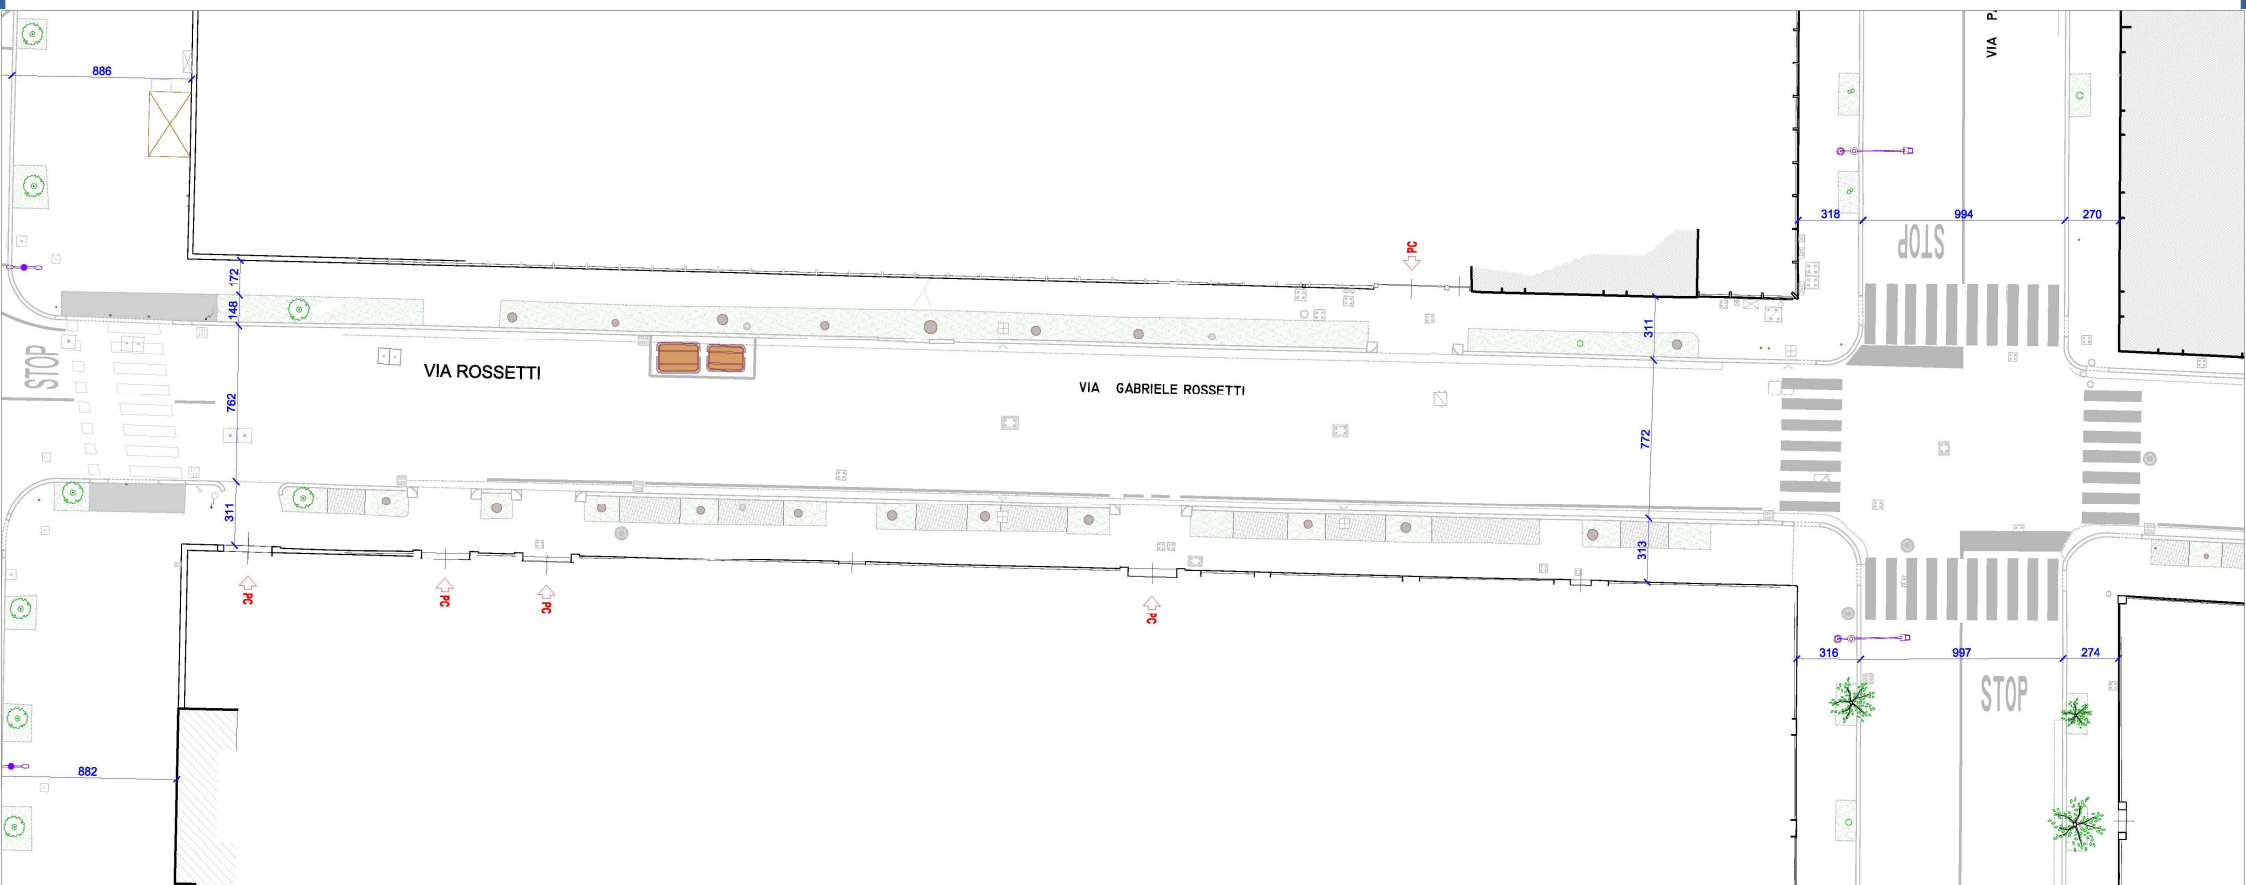 VIA P
886
318
994
270
STOP
PC
172
148
311
STOP
VIA ROSSETTI
VIA GABRIELE ROSSETTI
762
772
311
313
PC
PC
PC
PC
316
997
274
STOP
882